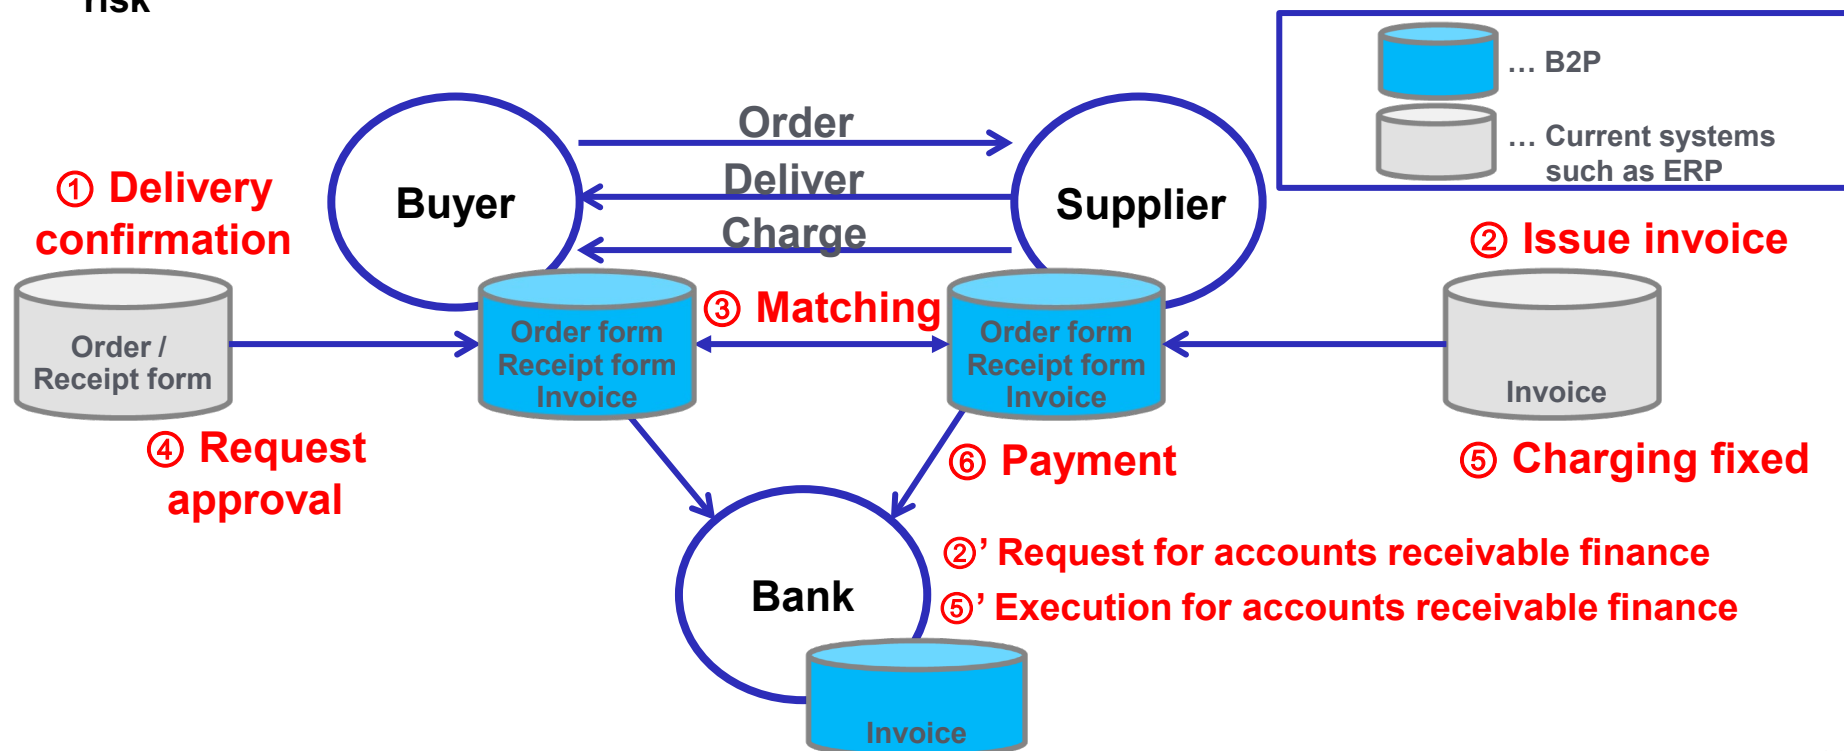 risk
… B2P
… Current systems
such as ERP
Order
Deliver
Charge
Buyer
Supplier
① Delivery
confirmation
② Issue invoice
③ Matching
Order /
Receipt form
Order form
Receipt form
Invoice
Order form
Receipt form
Invoice
Invoice
④ Request
approval
⑥ Payment
⑤ Charging fixed
②’ Request for accounts receivable finance
⑤’ Execution for accounts receivable finance
Bank
Invoice